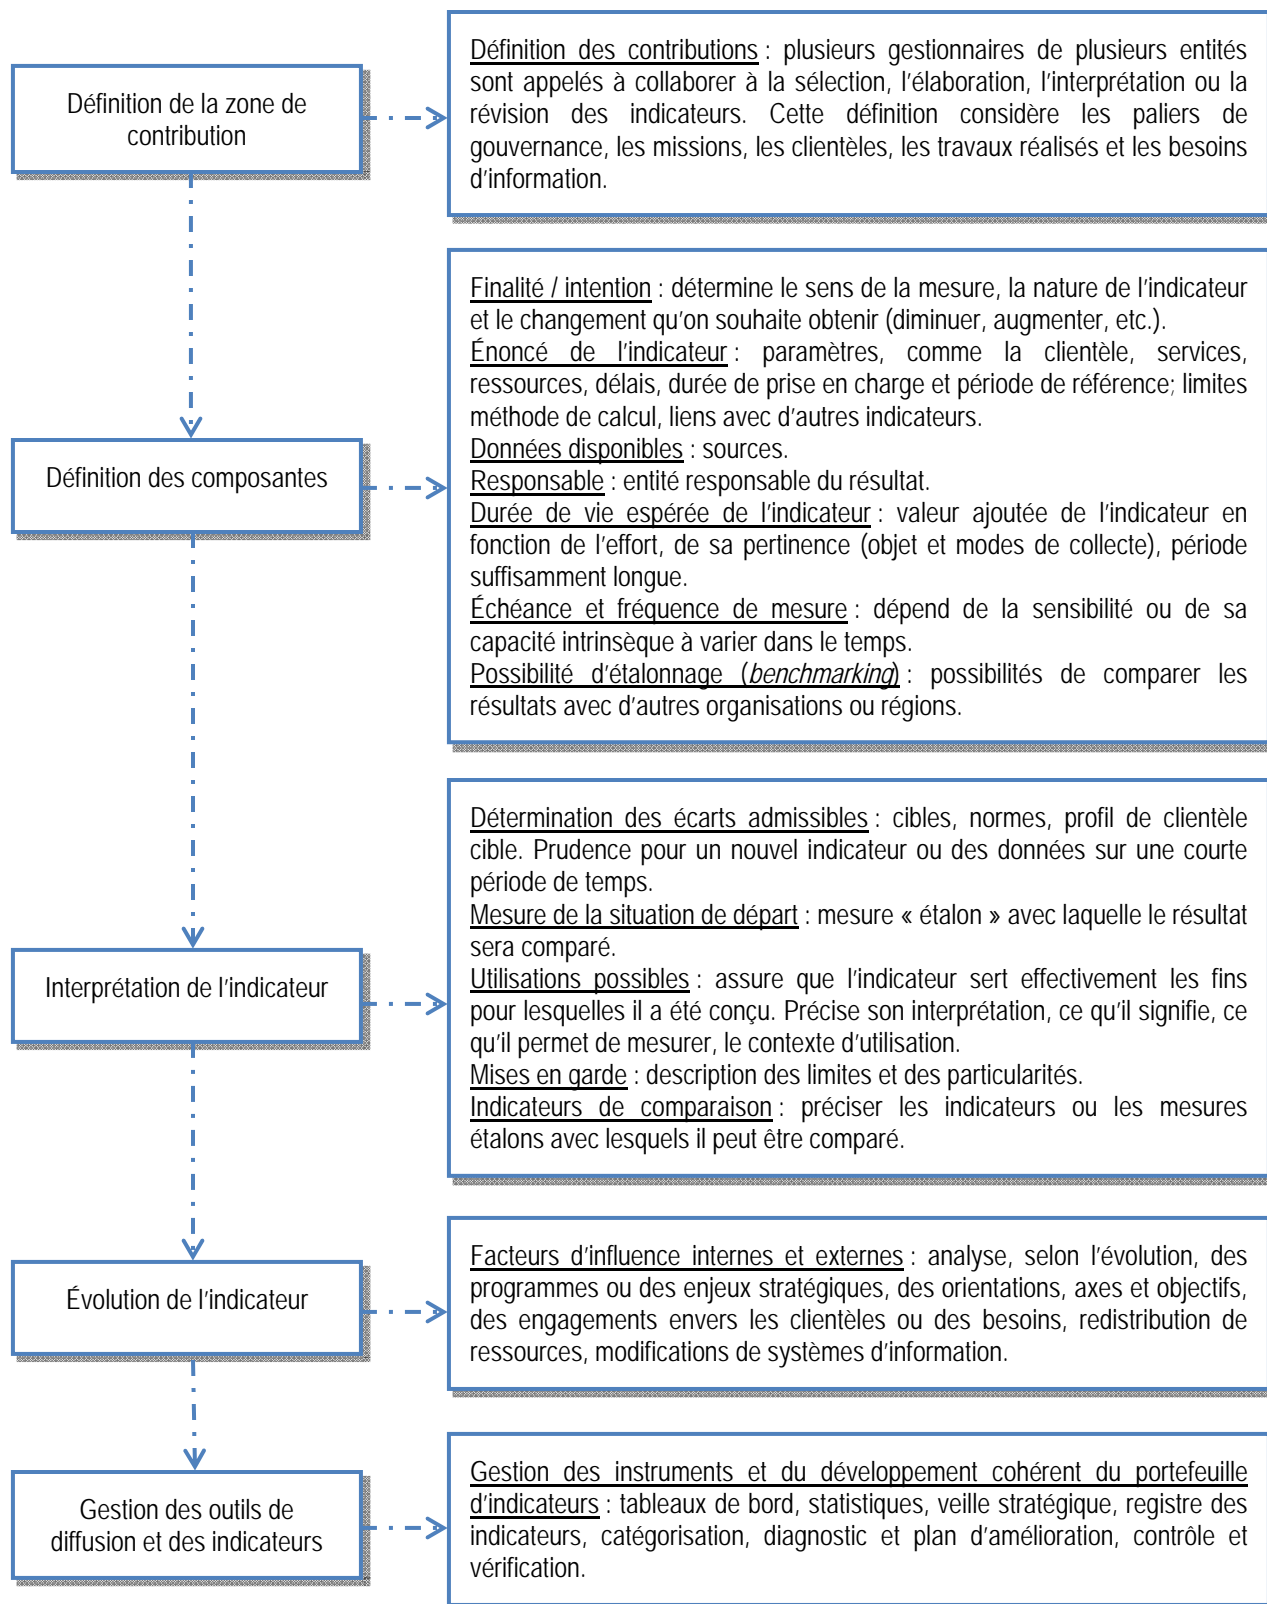 Définition de la zone de
contribution
Définition des contributions : plusieurs gestionnaires de plusieurs entités
sont appelés à collaborer à la sélection, l'élaboration, l'interprétation ou la
révision des indicateurs. Cette définition considère les paliers de
gouvernance, les missions, les clientèles, les travaux réalisés et les besoins
d'information.
Définition des composantes
Finalité / intention : détermine le sens de la mesure, la nature de l'indicateur
et le changement qu'on souhaite obtenir (diminuer, augmenter, etc.).
Énoncé de l'indicateur : paramètres, comme la clientèle, services,
ressources, délais, durée de prise en charge et période de référence; limites
méthode de calcul, liens avec d'autres indicateurs.
Données disponibles : sources.
Responsable : entité responsable du résultat.
Durée de vie espérée de l'indicateur : valeur ajoutée de l'indicateur en
fonction de l'effort, de sa pertinence (objet et modes de collecte), période
suffisamment longue.
Échéance et fréquence de mesure : dépend de la sensibilité ou de sa
capacité intrinsèque à varier dans le temps.
Possibilité d'étalonnage (benchmarking) : possibilités de comparer les
résultats avec d'autres organisations ou régions.
Interprétation de l'indicateur
Détermination des écarts admissibles : cibles, normes, profil de clientèle
cible. Prudence pour un nouvel indicateur ou des données sur une courte
période de temps.
Mesure de la situation de départ : mesure « étalon » avec laquelle le résultat
sera comparé.
Utilisations possibles : assure que l'indicateur sert effectivement les fins
pour lesquelles il a été conçu. Précise son interprétation, ce qu'il signifie, ce
qu'il permet de mesurer, le contexte d'utilisation.
Mises en garde : description des limites et des particularités.
Indicateurs de comparaison : préciser les indicateurs ou les mesures
étalons avec lesquels il peut être comparé.
Évolution de l'indicateur
Facteurs d'influence internes et externes : analyse, selon l'évolution, des
programmes ou des enjeux stratégiques, des orientations, axes et objectifs,
des engagements envers les clientèles ou des besoins, redistribution de
ressources, modifications de systèmes d'information.
Gestion des outils de
diffusion et des indicateurs
Gestion des instruments et du développement cohérent du portefeuille
d'indicateurs : tableaux de bord, statistiques, veille stratégique, registre des
indicateurs, catégorisation, diagnostic et plan d'amélioration, contrôle et
vérification.